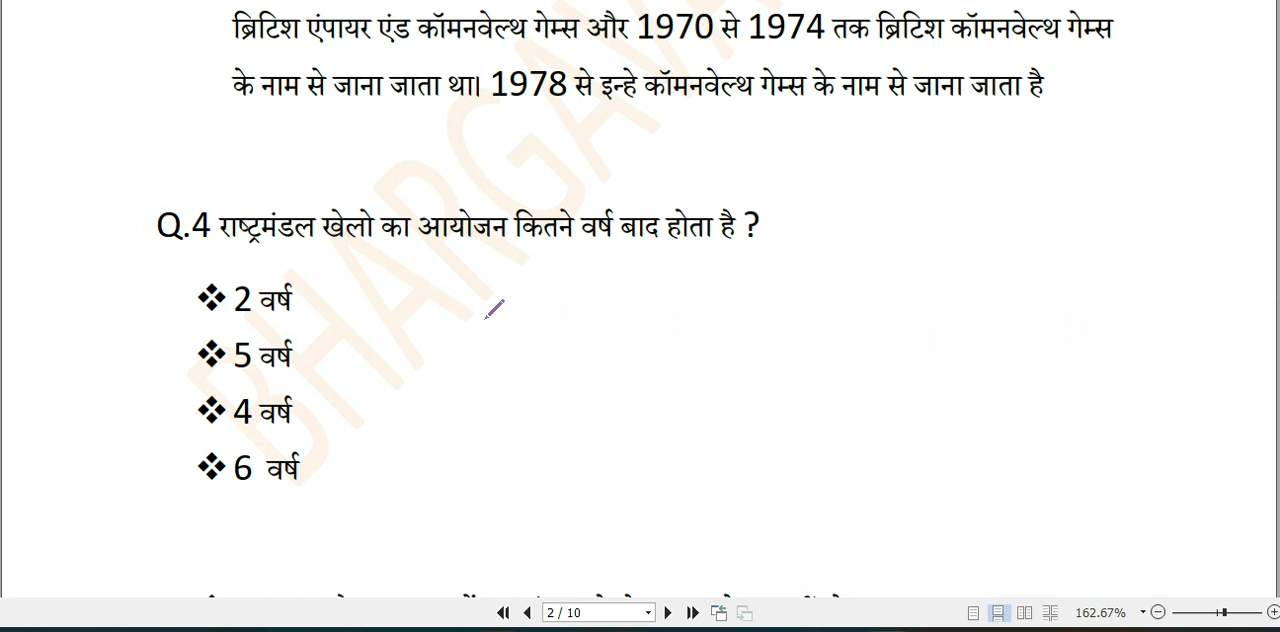 ब्रिटिश एंपायर एंड कॉमनवेल्थ गेम्स और 1970 से 1974 तक ब्रिटिश कॉमनवेल्थ गेम्स
के नाम से जाना जाता था। 1978 से इन्हे कॉमनवेल्थ गेम्स के नाम से जाना जाता है
Q.4 राष्ट्रमंडल खेलो का आयोजन कितने वर्ष बाद होता है ?
❖ 2 वर्ष
❖ 5 वर्ष
❖ 4 वर्ष
❖ 6 वर्ष
BHARGAVA
2 / 10
162.67%